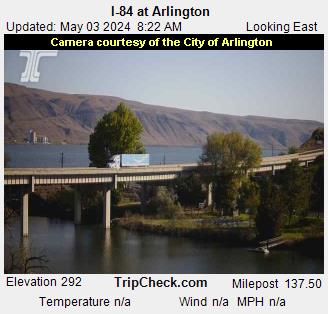 I-84 at Arlington
Updated: May 03 2024 8:22 AM Looking East
Camera courtesy of the City of Arlington
Elevation 292 TripCheck.com Milepost 137.50
Temperature n/a Wind n/a MPH n/a